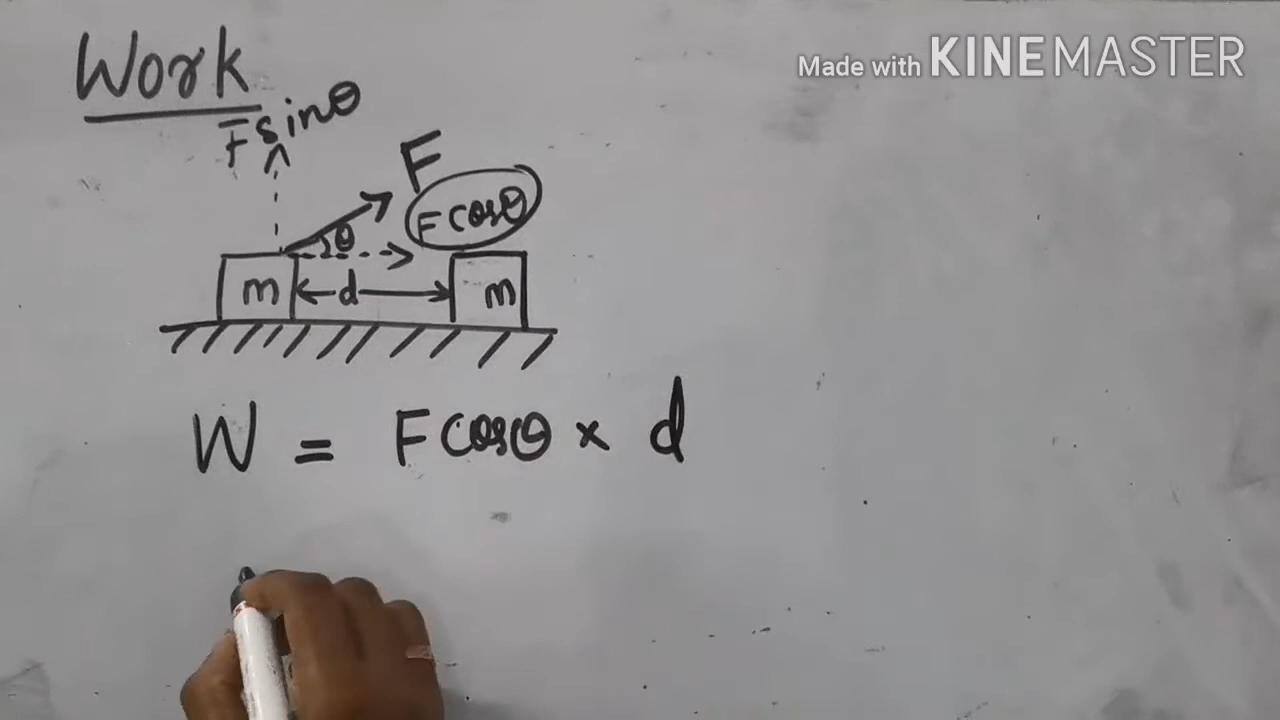 Work
Made with KINEMASTER
Fsinθ
F
Fcosθ
θ
m
d
m
W = Fcosθ × d